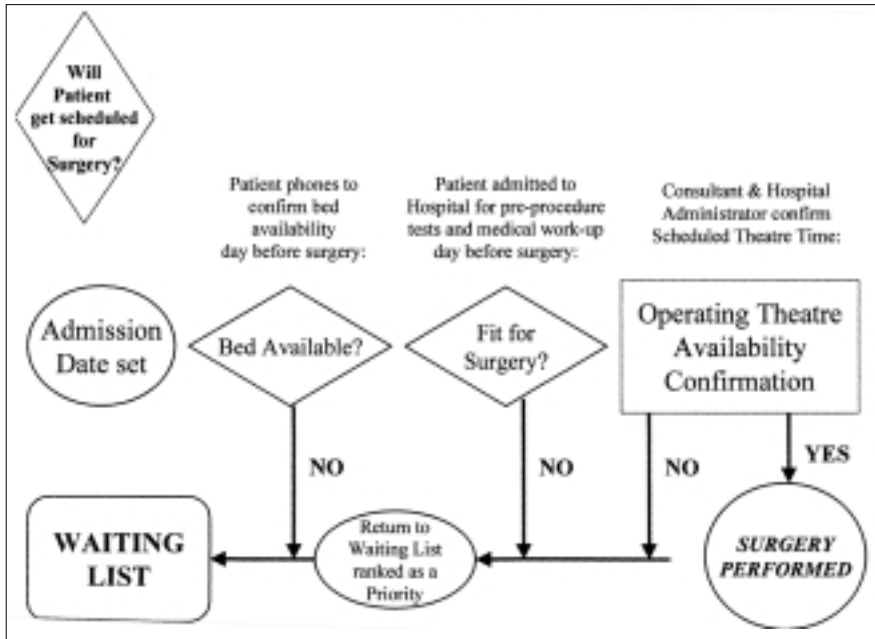 Will
Patient
get scheduled
for
Surgery?
Patient phones to
confirm bed
availability
day before surgery:
Patient admitted to
Hospital for pre-procedure
tests and medical work-up
day before surgery:
Consultant & Hospital
Administrator confirm
Scheduled Theatre Time:
Admission
Date set
Bed Available?
Fit for
Surgery?
Operating Theatre
Availability
Confirmation
NO
NO
NO
YES
WAITING
LIST
Return to
Waiting List
ranked as a
Priority
SURGERY
PERFORMED